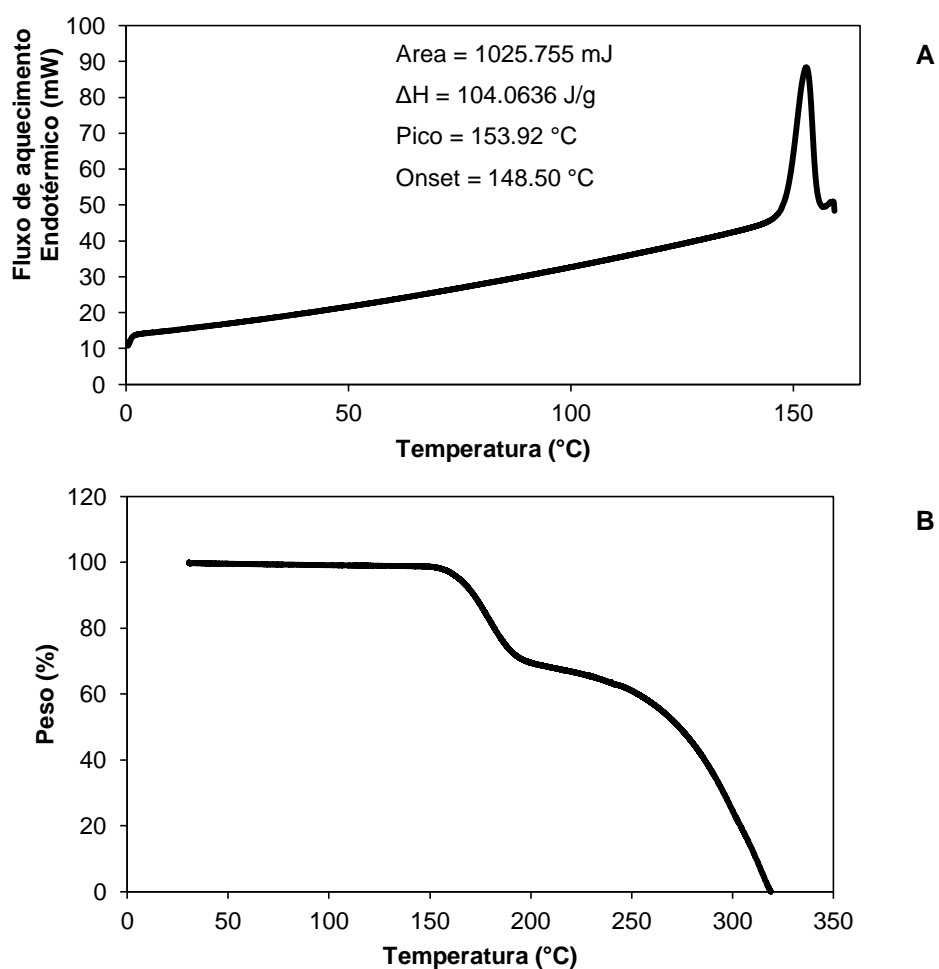 A
Fluxo de aquecimento
Endotérmico (mW)
100
90
80
70
60
50
40
30
20
10
0
Area = 1025.755 mJ
ΔH = 104.0636 J/g
Pico = 153.92 °C
Onset = 148.50 °C
0 50 100 150
Temperatura (°C)
B
Peso (%)
120
100
80
60
40
20
0
0 50 100 150 200 250 300 350
Temperatura (°C)